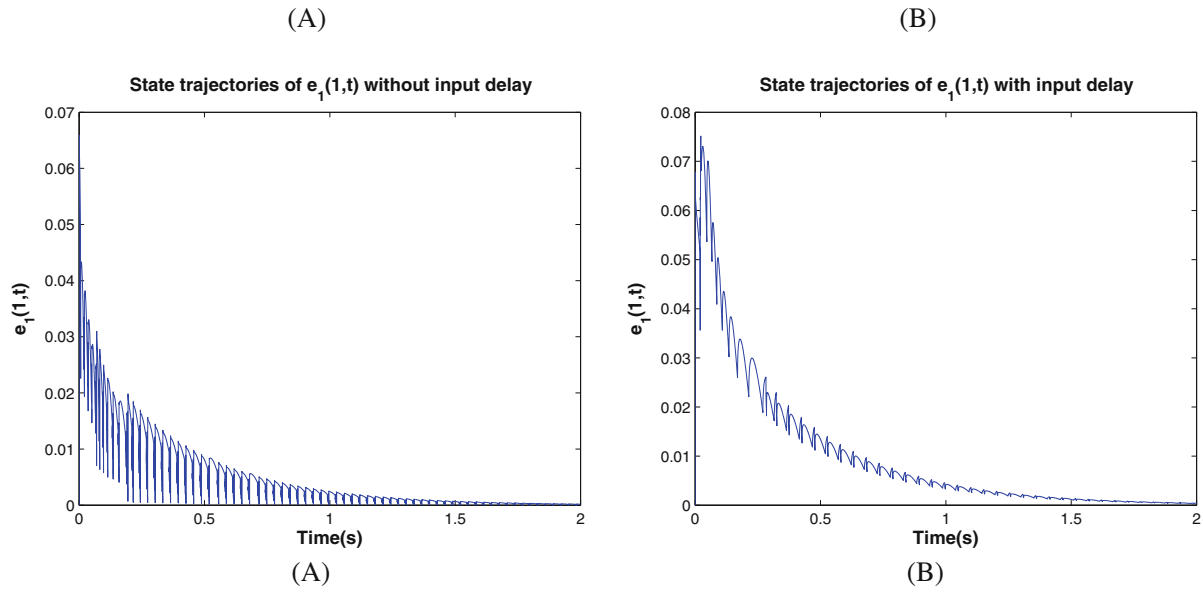 (A)
(B)
State trajectories of e₁(1,t) without input delay
0.07
0.06
0.05
0.04
0.03
0.02
0.01
0
e₁(1,t)
0
0.5
1
1.5
2
Time(s)
(A)
State trajectories of e₁(1,t) with input delay
0.08
0.07
0.06
0.05
0.04
0.03
0.02
0.01
0
e₁(1,t)
0
0.5
1
1.5
2
Time(s)
(B)